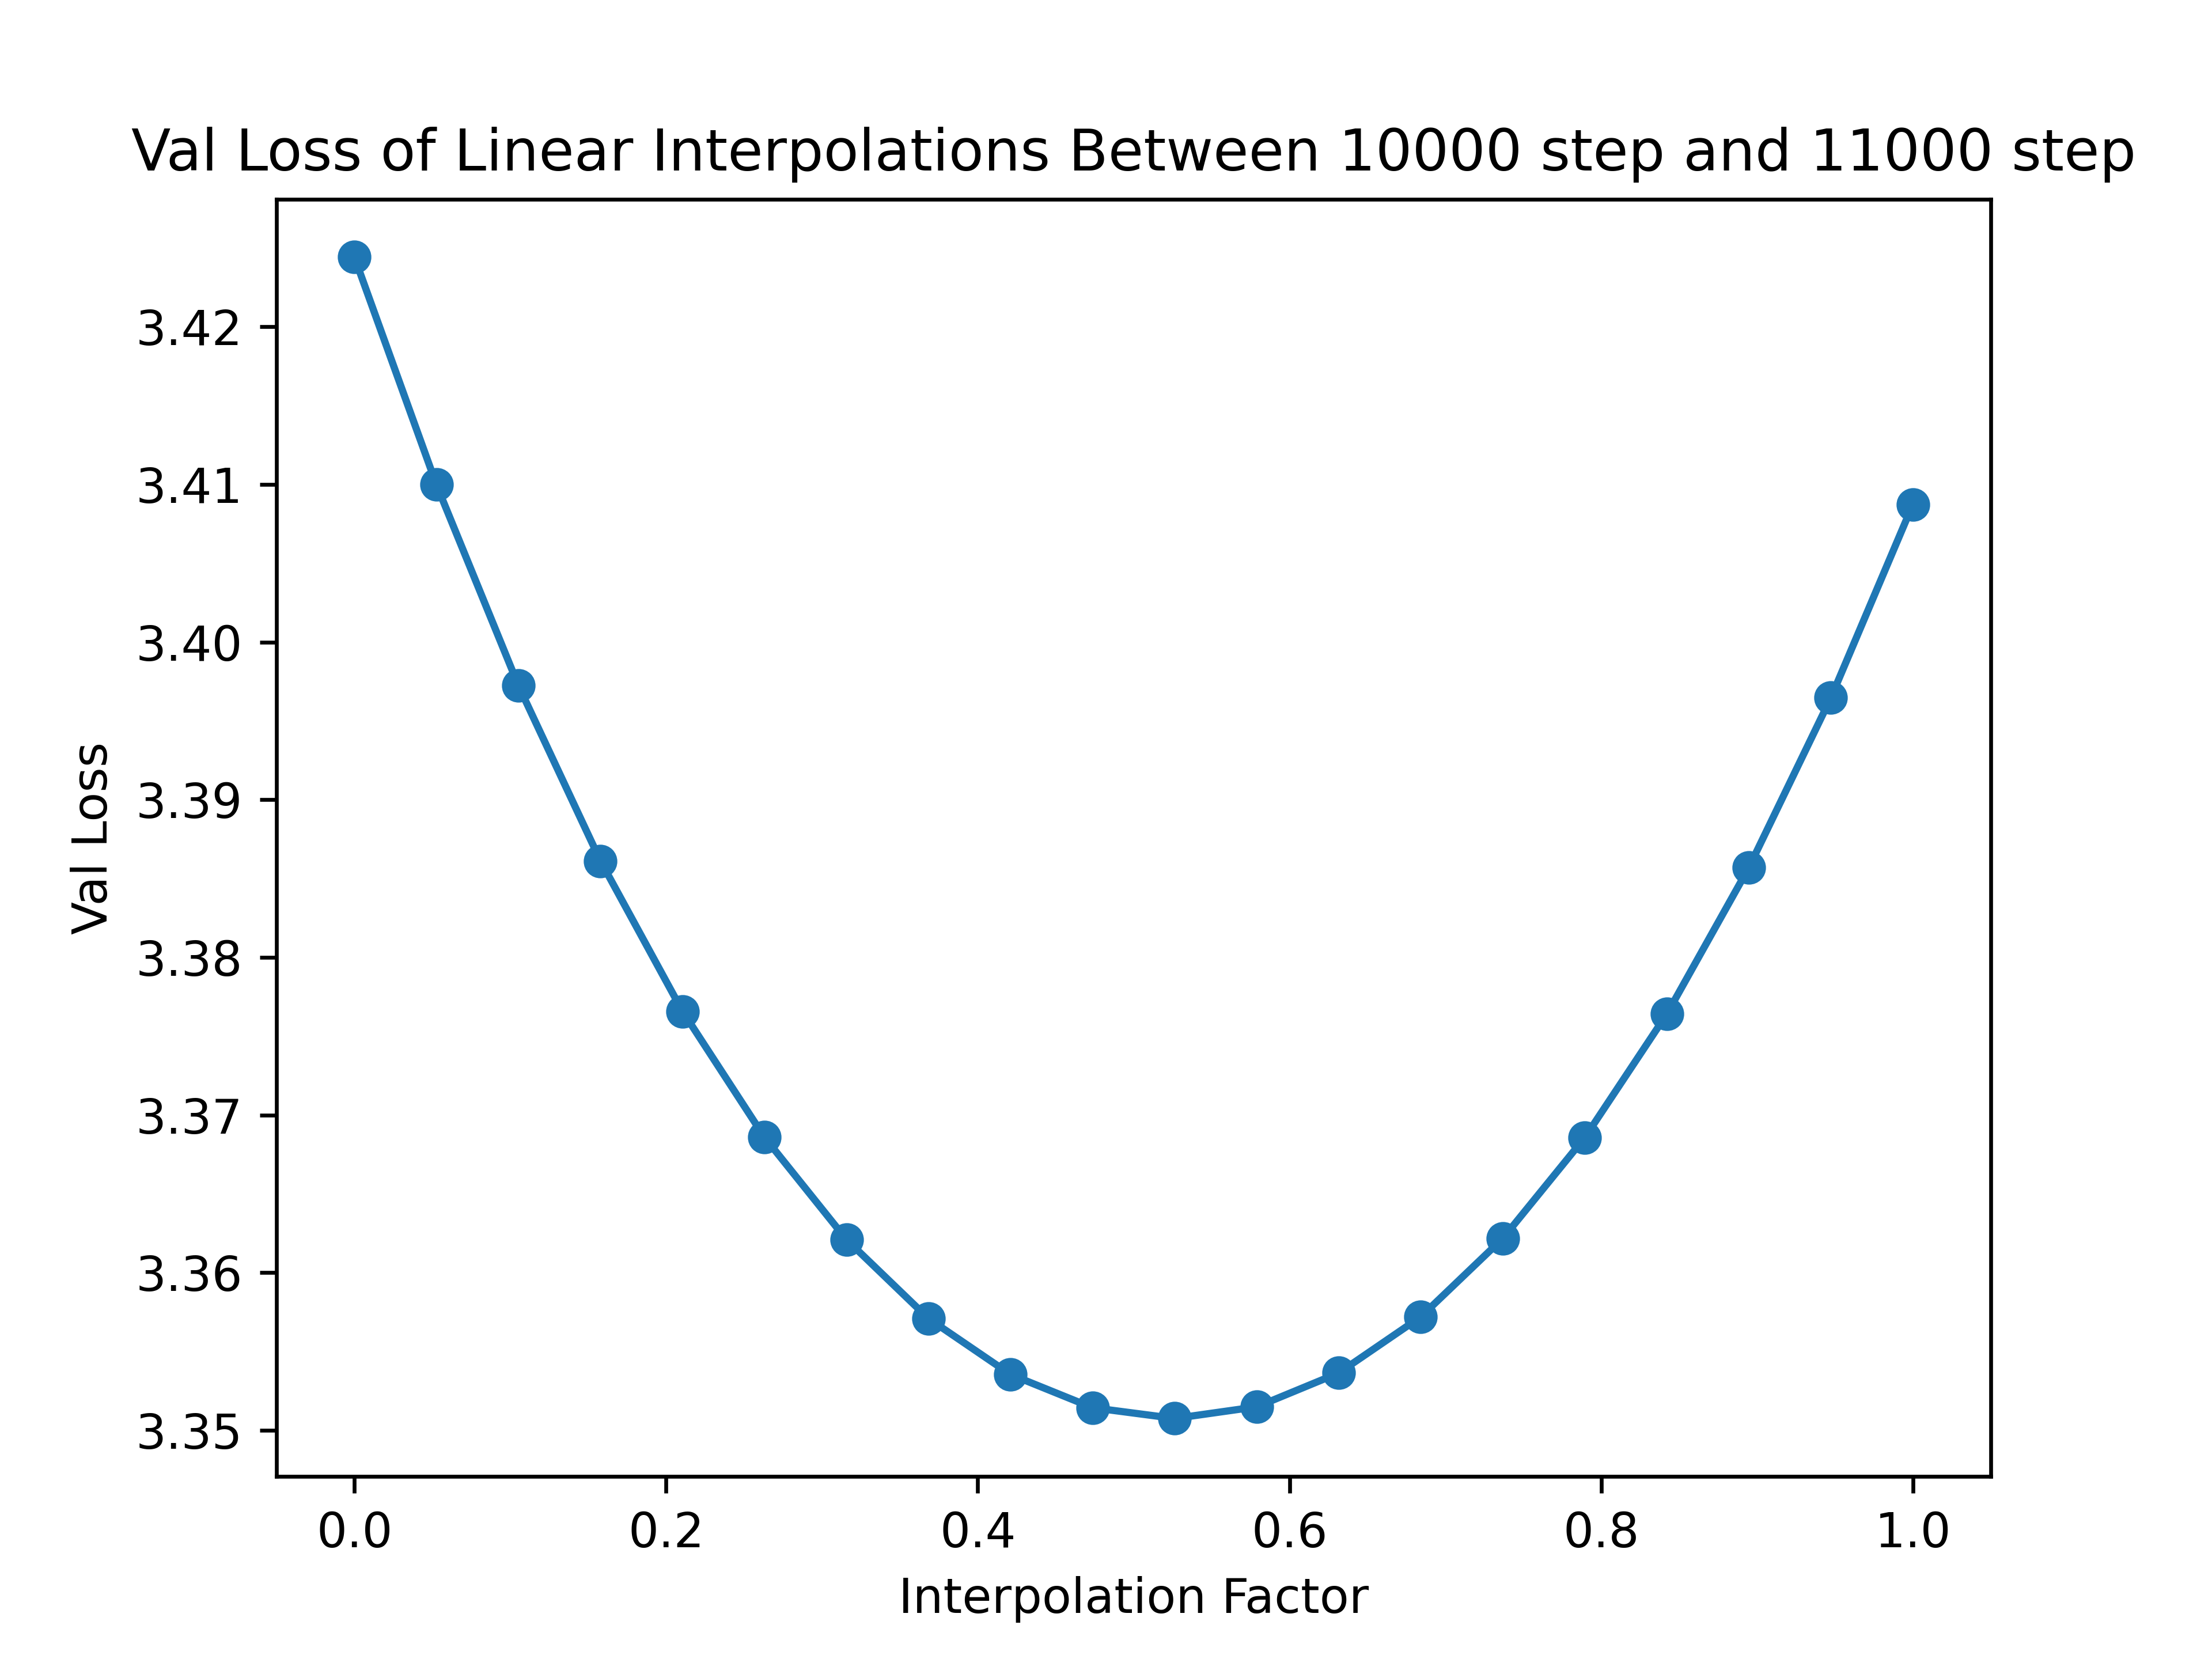 Val Loss of Linear Interpolations Between 10000 step and 11000 step
3.42
3.41
3.40
3.39
3.38
3.37
3.36
3.35
Val Loss
0.0 0.2 0.4 0.6 0.8 1.0
Interpolation Factor